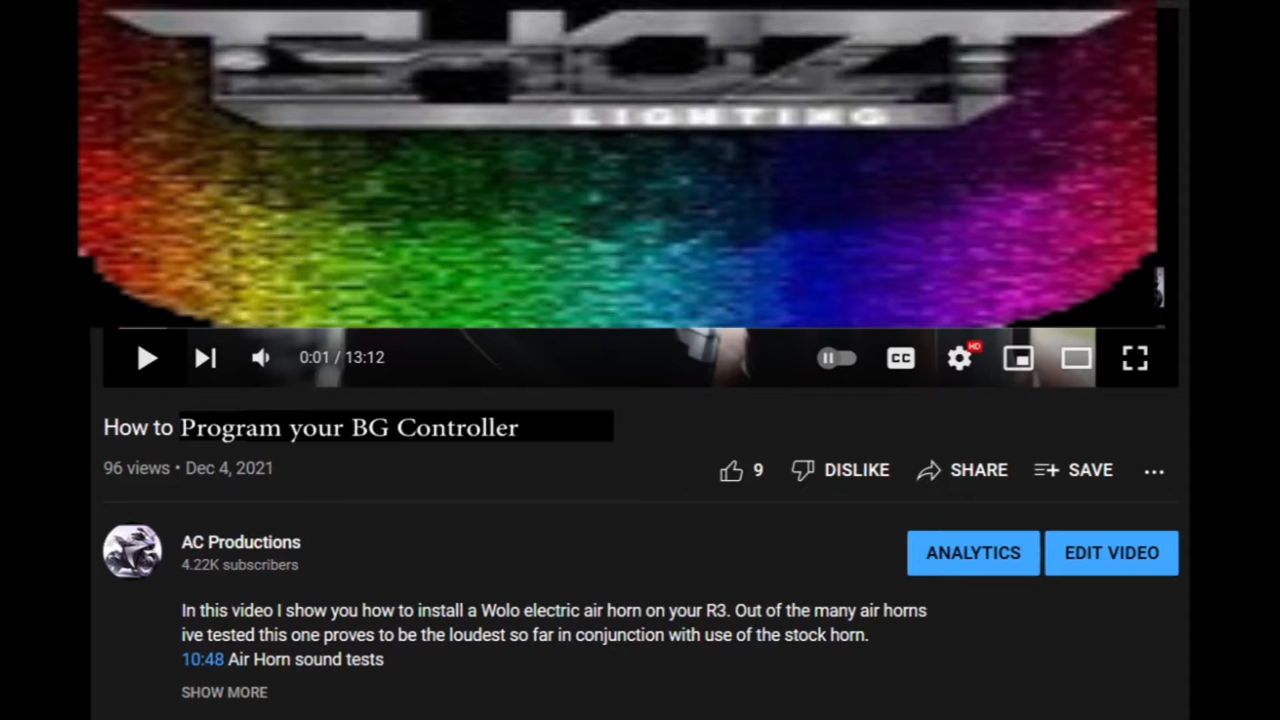 LIGHTING
0:01 / 13:12
CC
HD
How to Program your BG Controller
96 views • Dec 4, 2021
9 DISLIKE SHARE SAVE ...
AC Productions
4.22K subscribers
ANALYTICS EDIT VIDEO
In this video I show you how to install a Wolo electric air horn on your R3. Out of the many air horns
ive tested this one proves to be the loudest so far in conjunction with use of the stock horn.
10:48 Air Horn sound tests
SHOW MORE